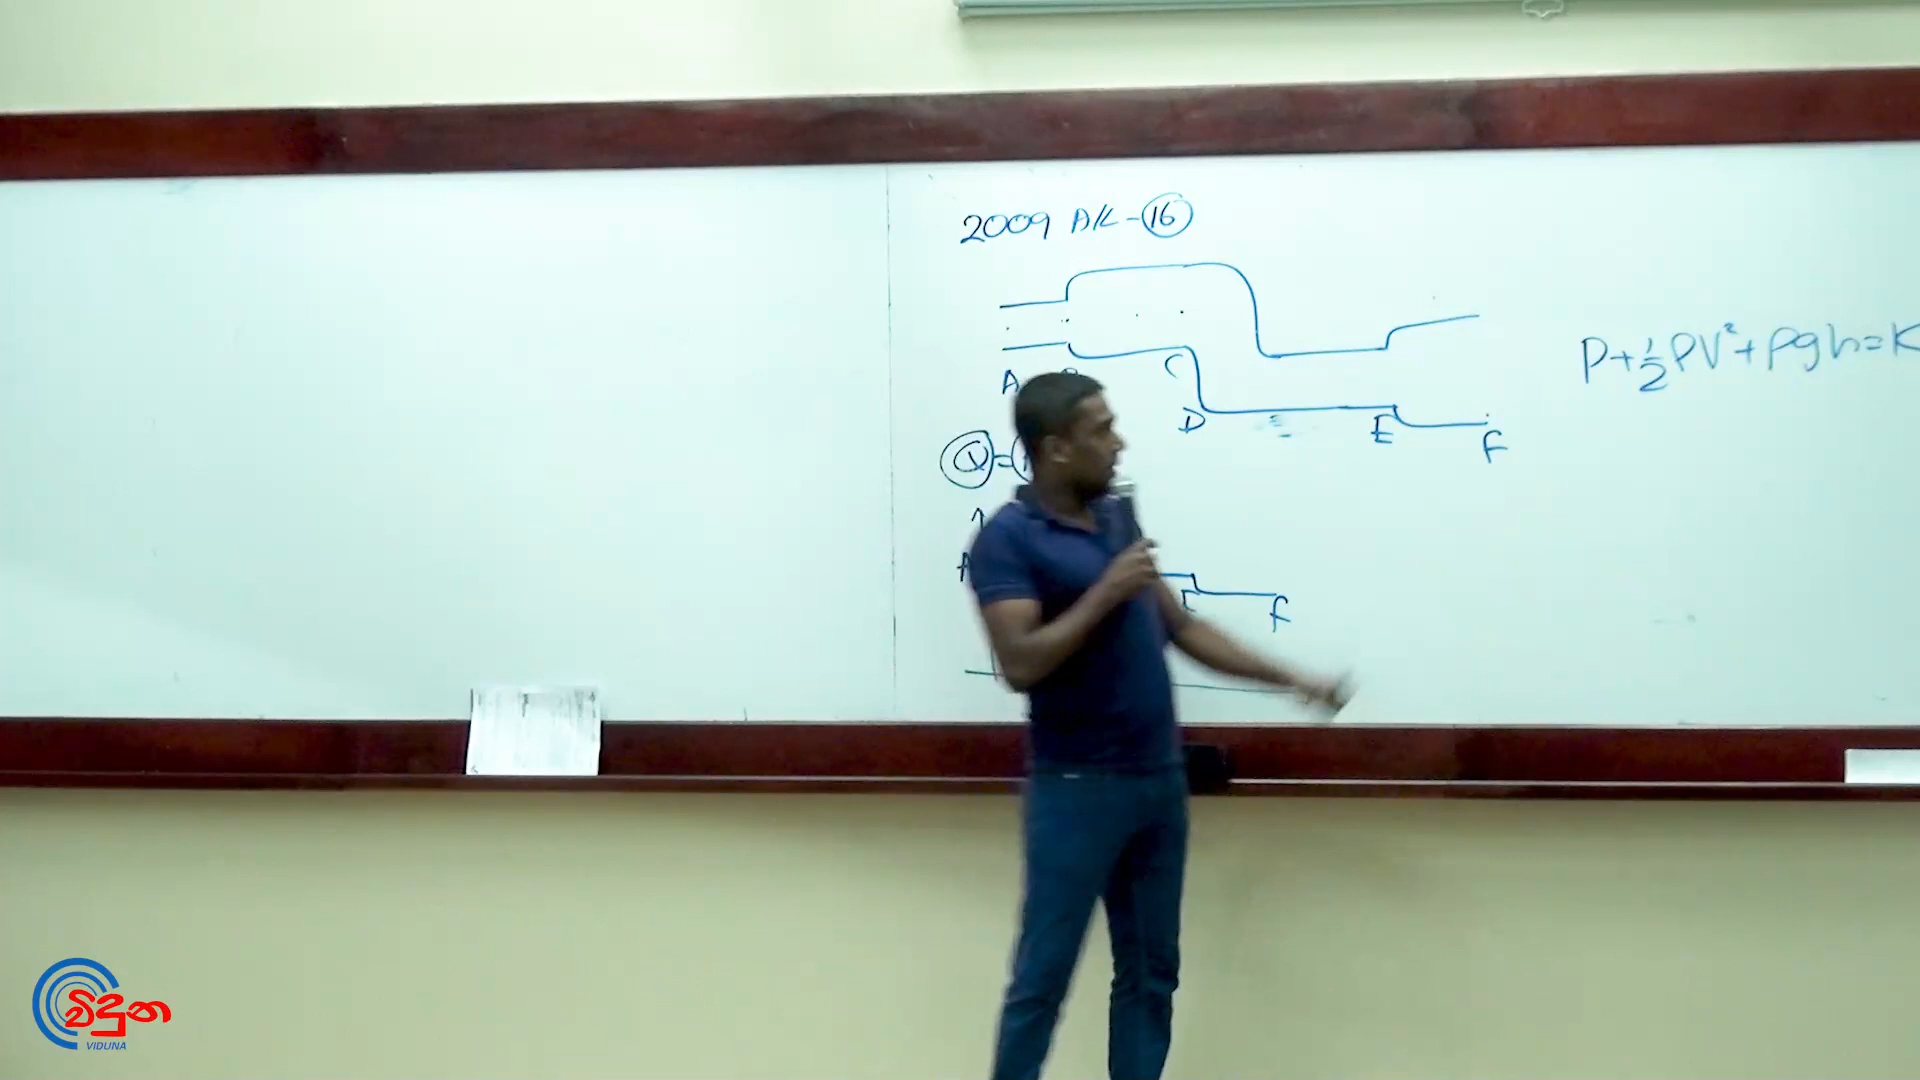 2009 A/L - 16
A
C
D
E
F
P + ½ρV² + ρgh = K
Q =
A
F
විදුන
VIDUNA